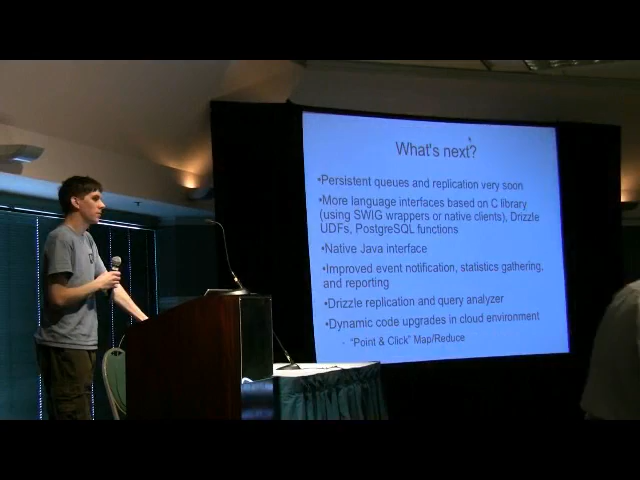 What's next?
•Persistent queues and replication very soon
•More language interfaces based on C library
(using SWIG wrappers or native clients), Drizzle
UDFs, PostgreSQL functions
•Native Java interface
•Improved event notification, statistics gathering,
and reporting
•Drizzle replication and query analyzer
•Dynamic code upgrades in cloud environment
- "Point & Click" Map/Reduce